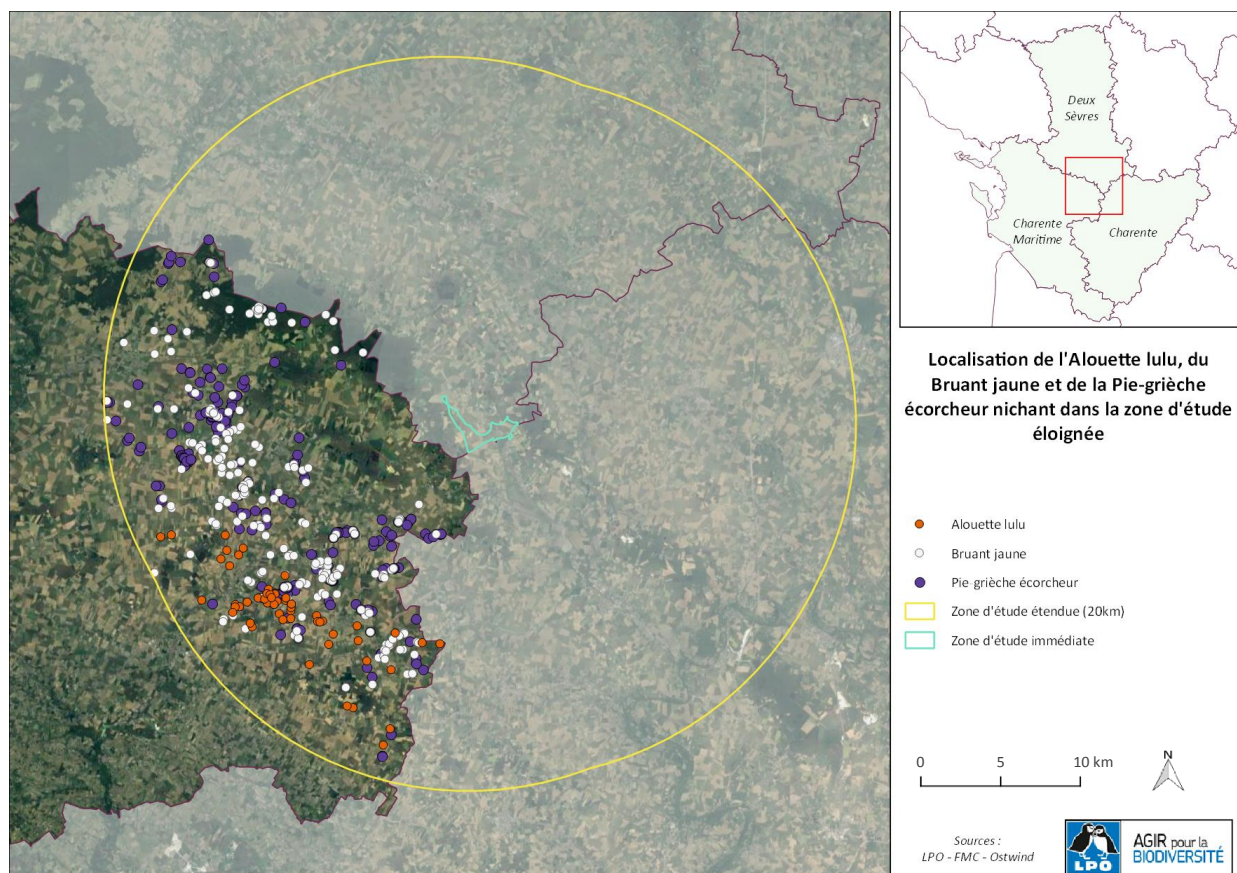 Deux
Sèvres
Charente
Maritime
Charente
Localisation de l'Alouette lulu, du
Bruant jaune et de la Pie-grièche
écorcheur nichant dans la zone d'étude
éloignée
Alouette lulu
Bruant jaune
Pie-grièche écorcheur
Zone d'étude étendue (20km)
Zone d'étude immédiate
0 5 10 km
N
Sources :
LPO - FMC - Ostwind
LPO
AGIR pour la
BIODIVERSITÉ